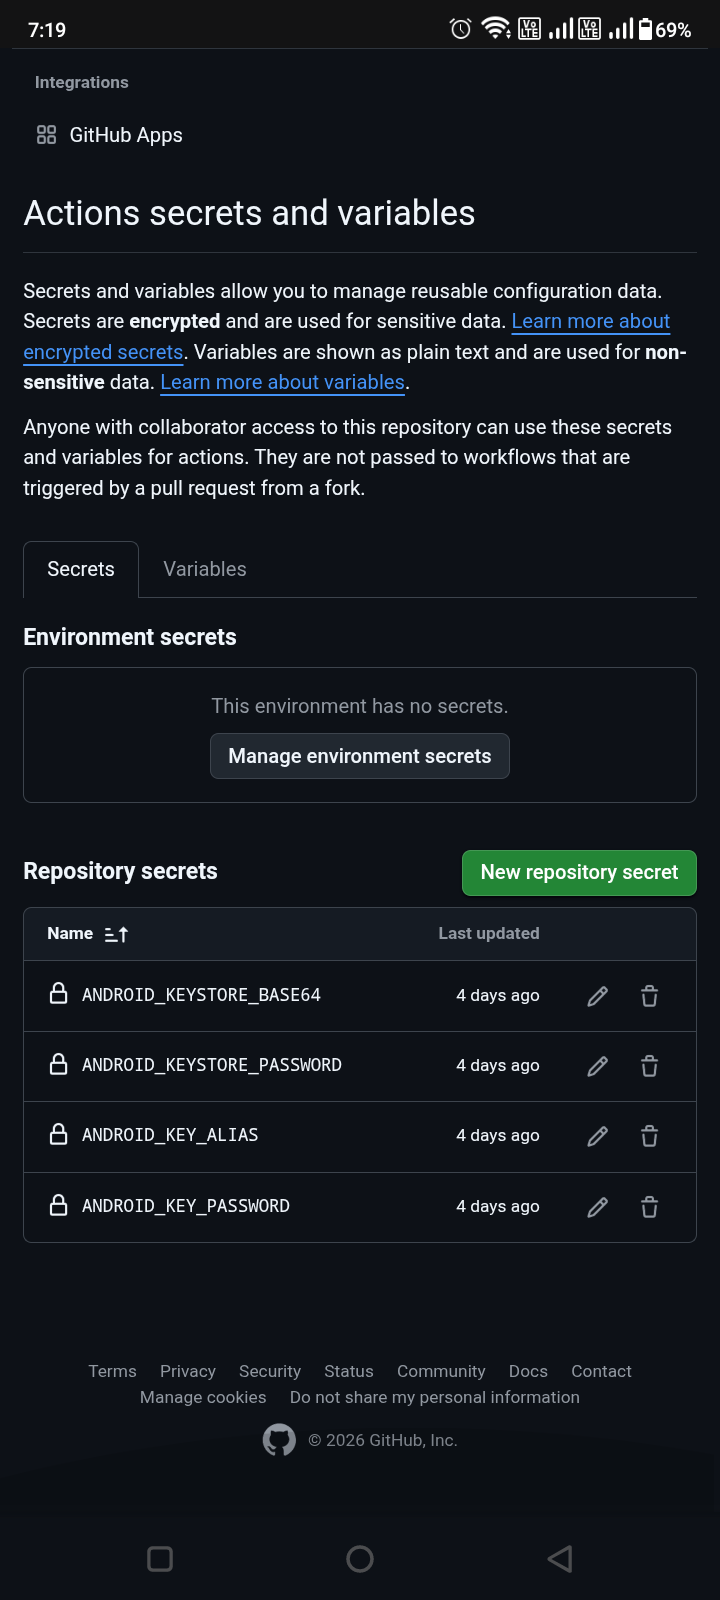 7:19
Vo LTE Vo LTE 69%
Integrations
GitHub Apps
Actions secrets and variables
Secrets and variables allow you to manage reusable configuration data.
Secrets are encrypted and are used for sensitive data. Learn more about
encrypted secrets. Variables are shown as plain text and are used for non-
sensitive data. Learn more about variables.
Anyone with collaborator access to this repository can use these secrets
and variables for actions. They are not passed to workflows that are
triggered by a pull request from a fork.
Secrets Variables
Environment secrets
This environment has no secrets.
Manage environment secrets
Repository secrets New repository secret
Name Last updated
ANDROID_KEYSTORE_BASE64 4 days ago
ANDROID_KEYSTORE_PASSWORD 4 days ago
ANDROID_KEY_ALIAS 4 days ago
ANDROID_KEY_PASSWORD 4 days ago
Terms Privacy Security Status Community Docs Contact
Manage cookies Do not share my personal information
© 2026 GitHub, Inc.